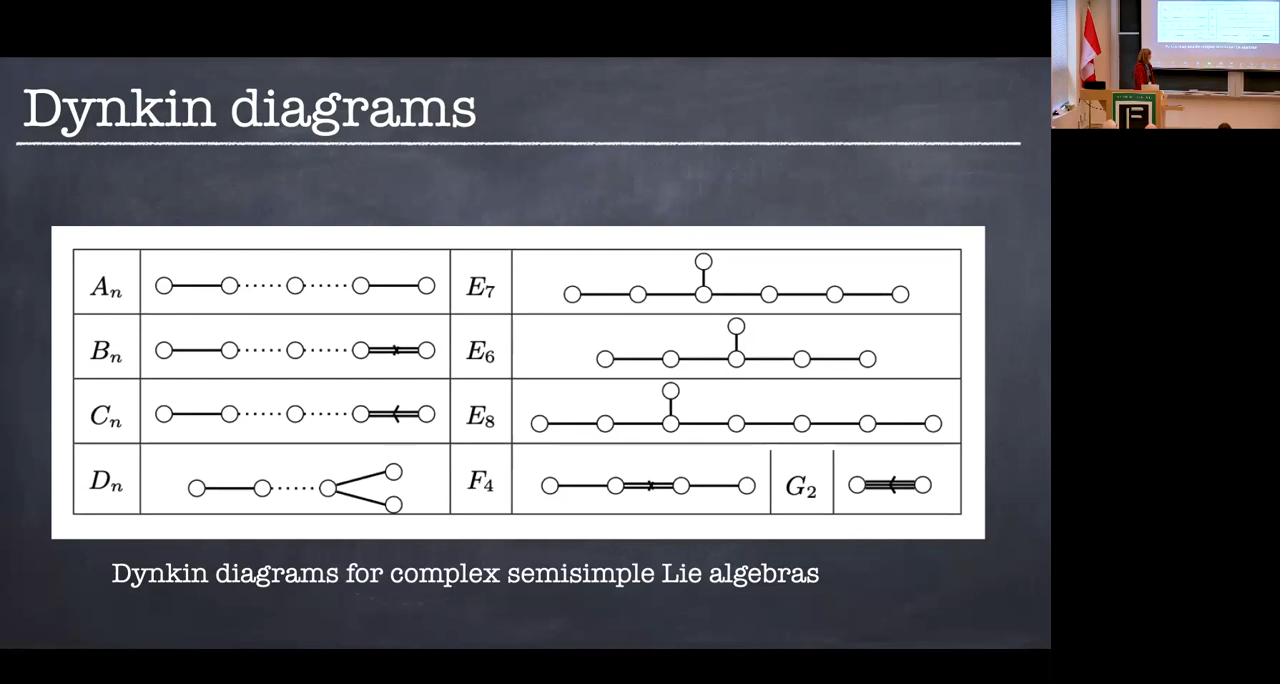 Dynkin diagrams
Aₙ E₇
Bₙ E₆
Cₙ E₈
Dₙ F₄ G₂
Dynkin diagrams for complex semisimple Lie algebras